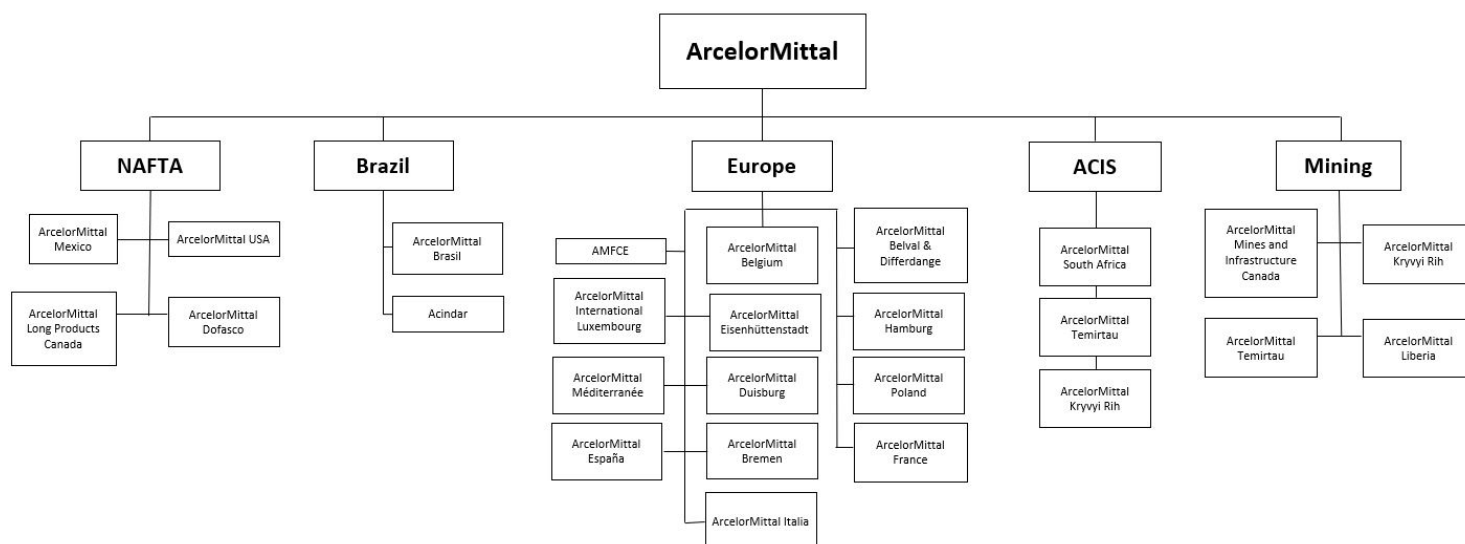 ArcelorMittal
NAFTA
Brazil
Europe
ACIS
Mining
ArcelorMittal
Mexico
ArcelorMittal USA
ArcelorMittal
Long Products
Canada
ArcelorMittal
Dofasco
ArcelorMittal
Brasil
Acindar
AMFCE
ArcelorMittal
Belgium
ArcelorMittal
Belval &
Differdange
ArcelorMittal
International
Luxembourg
ArcelorMittal
Eisenhüttenstadt
ArcelorMittal
Hamburg
ArcelorMittal
Méditerranée
ArcelorMittal
Duisburg
ArcelorMittal
Poland
ArcelorMittal
España
ArcelorMittal
Bremen
ArcelorMittal
France
ArcelorMittal Italia
ArcelorMittal
South Africa
ArcelorMittal
Temirtau
ArcelorMittal
Kryvyi Rih
ArcelorMittal
Mines and
Infrastructure
Canada
ArcelorMittal
Kryvyi Rih
ArcelorMittal
Temirtau
ArcelorMittal
Liberia